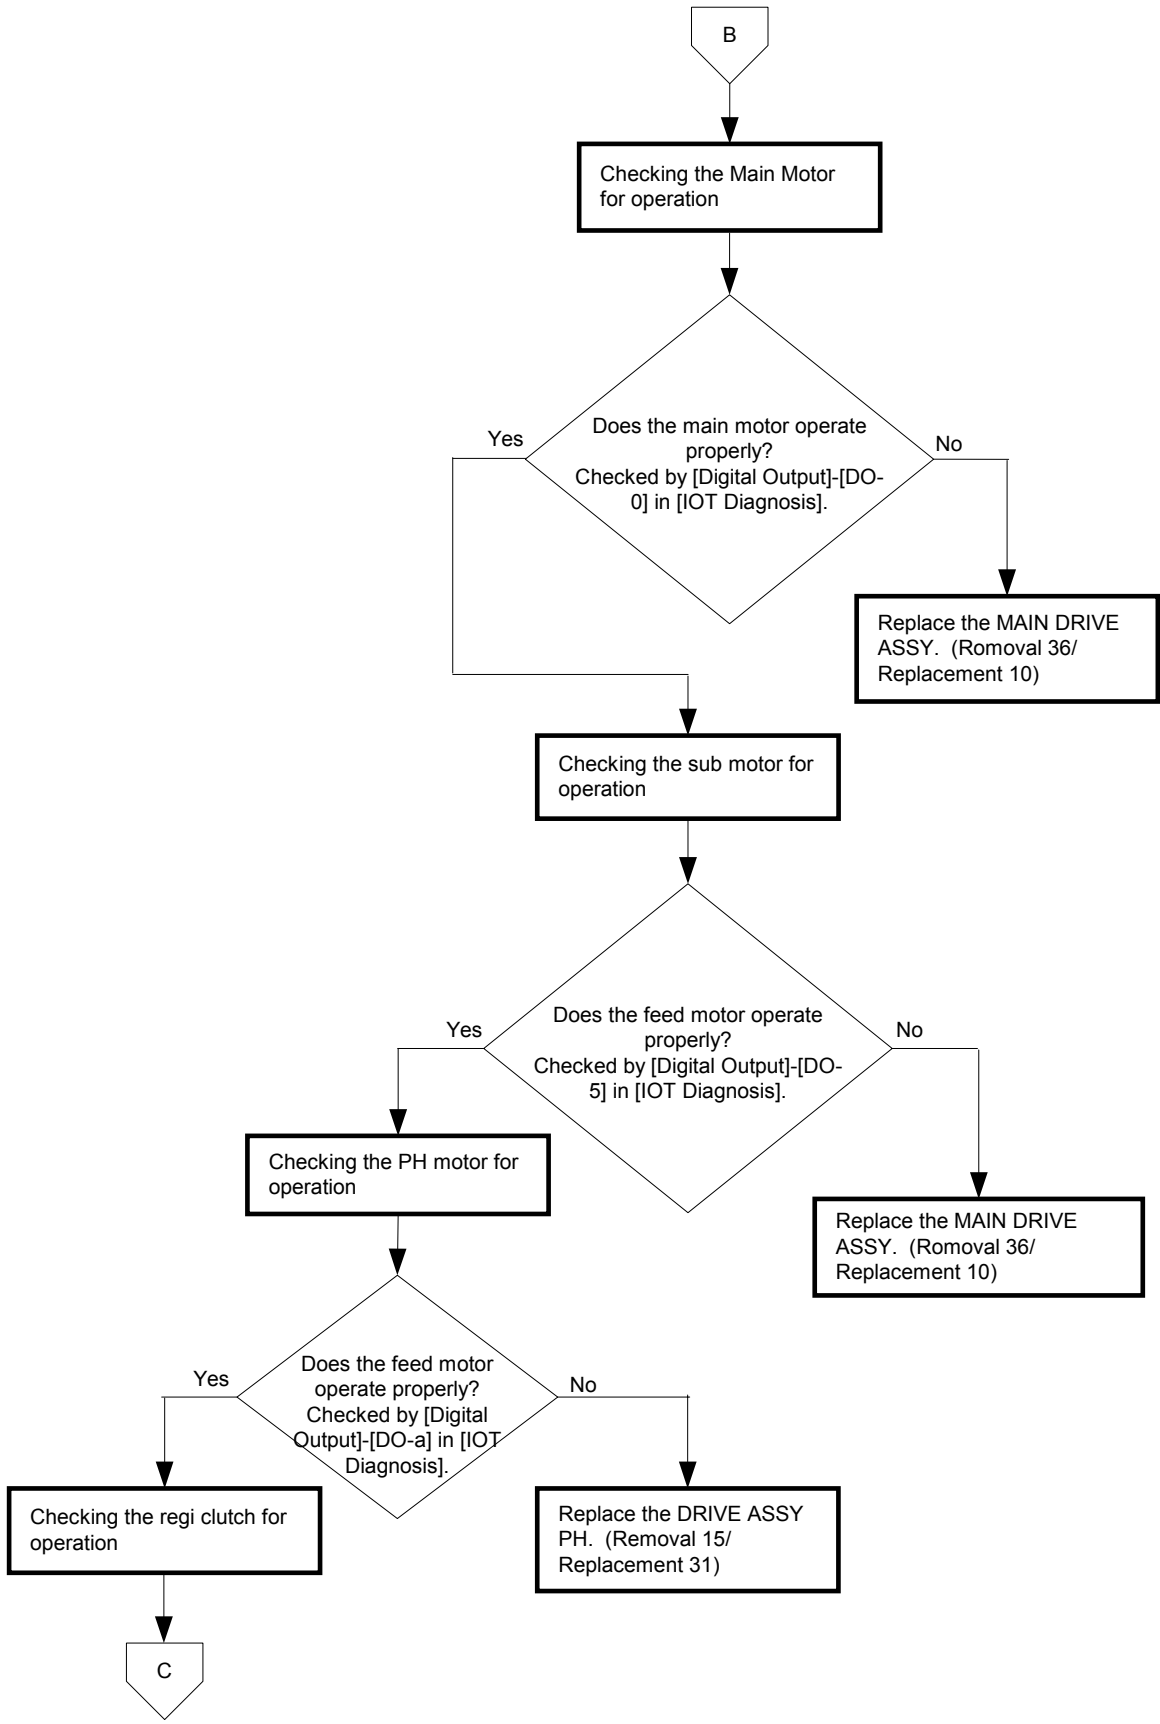 B
Checking the Main Motor
for operation
Does the main motor operate
properly?
Checked by [Digital Output]-[DO-
0] in [IOT Diagnosis].
Yes
No
Replace the MAIN DRIVE
ASSY.  (Romoval 36/
Replacement 10)
Checking the sub motor for
operation
Does the feed motor operate
properly?
Checked by [Digital Output]-[DO-
5] in [IOT Diagnosis].
Yes
No
Checking the PH motor for
operation
Replace the MAIN DRIVE
ASSY.  (Romoval 36/
Replacement 10)
Does the feed motor
operate properly?
Checked by [Digital
Output]-[DO-a] in [IOT
Diagnosis].
Yes
No
Checking the regi clutch for
operation
Replace the DRIVE ASSY
PH.  (Removal 15/
Replacement 31)
C